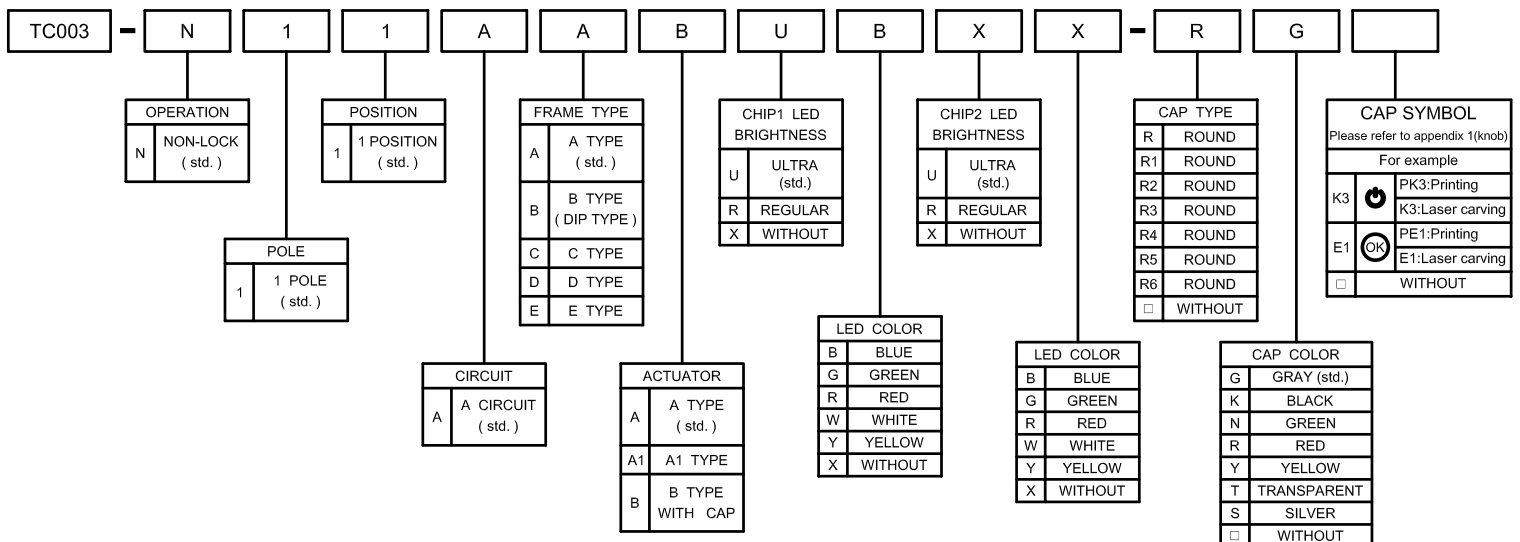 TC003 - N 1 1 A A B U B X X - R G
OPERATION
N NON-LOCK
( std. )
POSITION
1 1 POSITION
( std. )
FRAME TYPE
A A TYPE
( std. )
B B TYPE
( DIP TYPE )
C C TYPE
D D TYPE
E E TYPE
CHIP1 LED
BRIGHTNESS
U ULTRA
(std.)
R REGULAR
X WITHOUT
CHIP2 LED
BRIGHTNESS
U ULTRA
(std.)
R REGULAR
X WITHOUT
CAP TYPE
R ROUND
R1 ROUND
R2 ROUND
R3 ROUND
R4 ROUND
R5 ROUND
R6 ROUND
□ WITHOUT
CAP SYMBOL
Please refer to appendix 1(knob)
For example
K3 PK3:Printing
K3:Laser carving
E1 OK PE1:Printing
E1:Laser carving
□ WITHOUT
POLE
1 1 POLE
( std. )
CIRCUIT
A A CIRCUIT
( std. )
ACTUATOR
A A TYPE
( std. )
A1 A1 TYPE
B B TYPE
WITH CAP
LED COLOR
B BLUE
G GREEN
R RED
W WHITE
Y YELLOW
X WITHOUT
LED COLOR
B BLUE
G GREEN
R RED
W WHITE
Y YELLOW
X WITHOUT
CAP COLOR
G GRAY (std.)
K BLACK
N GREEN
R RED
Y YELLOW
T TRANSPARENT
S SILVER
□ WITHOUT